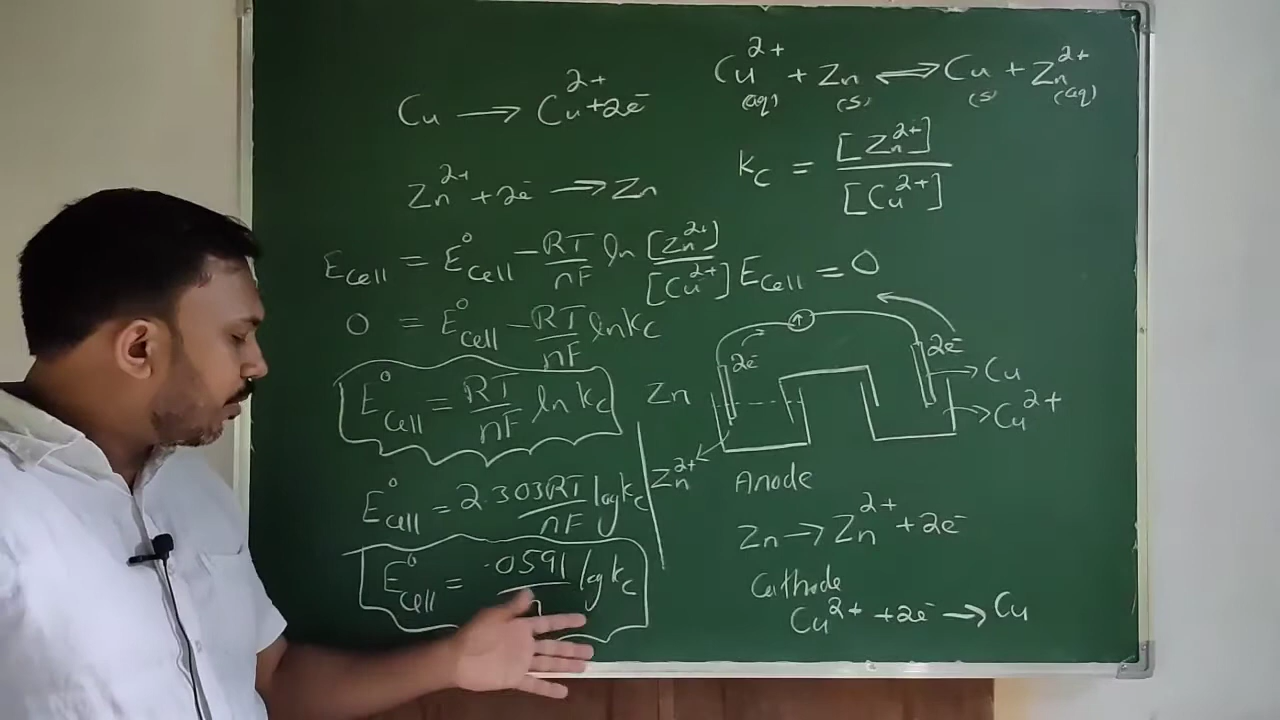 Cu → Cu²⁺ + 2e⁻
Zn²⁺ + 2e⁻ → Zn
E°cell = E°cell − RT/nF ln [Zn²⁺]/[Cu²⁺]
0 = E°cell − RT/nF ln Kc
E°cell = RT/nF ln Kc
E°cell = 2.303RT/nF log Kc
E°cell = .0591/n log Kc
Cu²⁺(aq) + Zn(s) ⇌ Cu(s) + Zn²⁺(aq)
Kc = [Zn²⁺]/[Cu²⁺]
Ecell = 0
2e⁻
2e⁻
Zn
Cu
Cu²⁺
Zn²⁺
Anode
Zn → Zn²⁺ + 2e⁻
Cathode
Cu²⁺ + 2e⁻ → Cu